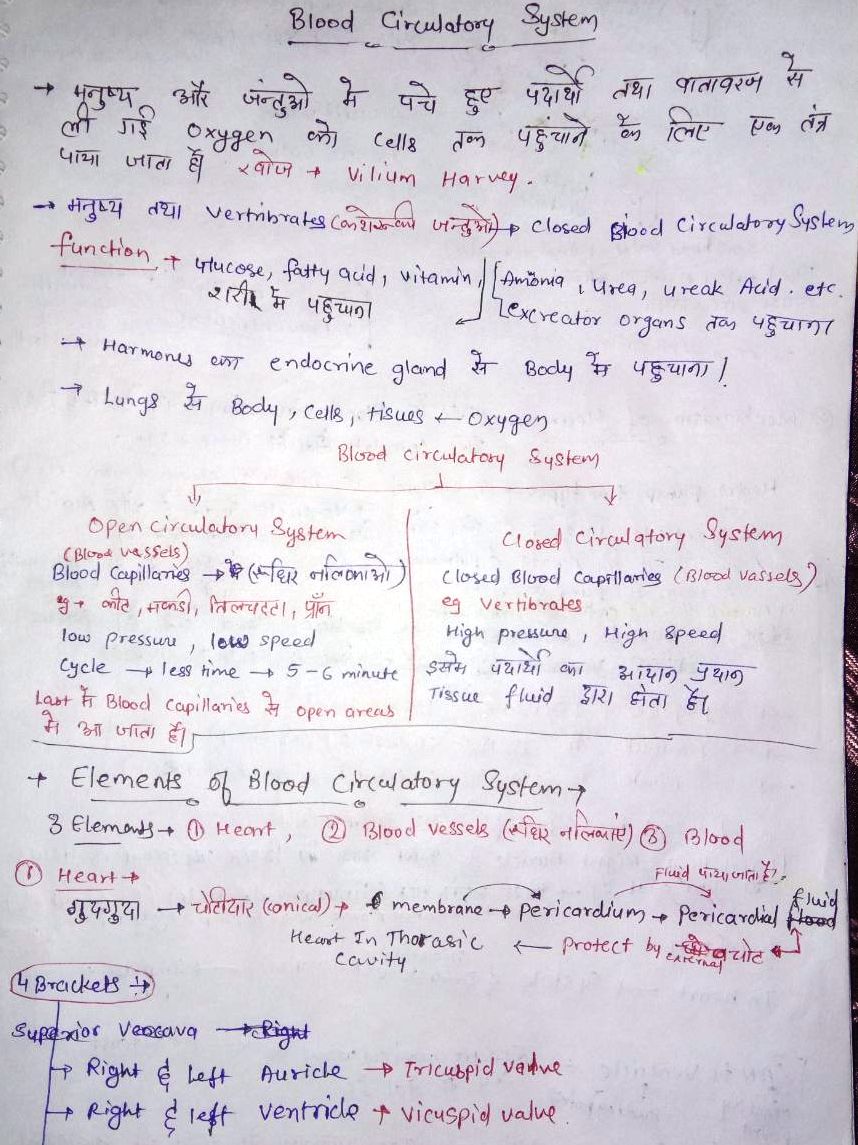 Blood Circulatory System
→ मनुष्य और जंन्तुओ मे पचे हुए पदार्थो तथा वातावरण से
ली गई Oxygen को Cells तक पहुंचाने के लिए एक तंत्र
पाया जाता है। खोज → Vilium Harvey.
→ मनुष्य तथा Vertribrates (कशेरूकी जन्तुओं) → Closed Blood Circulatory System
function → Glucose, fatty acid, vitamin, Amonia, Urea, ureak Acid. etc.
शरीर में पहुचाना excreator organs तक पहुचाना
→ Harmones का endocrine gland से Body में पहुचाना।
→ Lungs से Body, Cells, tissues ← Oxygen
Blood Circulatory System
Open Circulatory System
(Blood vessels)
Blood Capillaries → (रूधिर नलिकाओ)
eg → कीट, मकडी, तिलचटटा, प्रॉन
low pressure, low speed
Cycle → less time → 5-6 minute
Last में Blood Capillaries से open areas
मे आ जाता है।
Closed Circulatory System
Closed Blood Capillaries (Blood vassels)
eg Vertibrates
High pressure, High speed
इसमे पदार्थो का आदान प्रदान
Tissue fluid द्वारा होता है।
→ Elements of Blood Circulatory System →
3 Elements → ① Heart, ② Blood vessels (रूधिर नलिकाएं) ③ Blood
① Heart →
Fluid पाया जाता है।
गुदगुदा → चोटीदार (conical) → membrane → Pericardium → Pericardial fluid
Heart In Thorasic ← Protect by external चोट
Cavity.
4 Brackets →
Superior Venacava → Right
→ Right & Left Auricle → Tricuspid valve
→ Right & left Ventricle → Vicuspid valve.